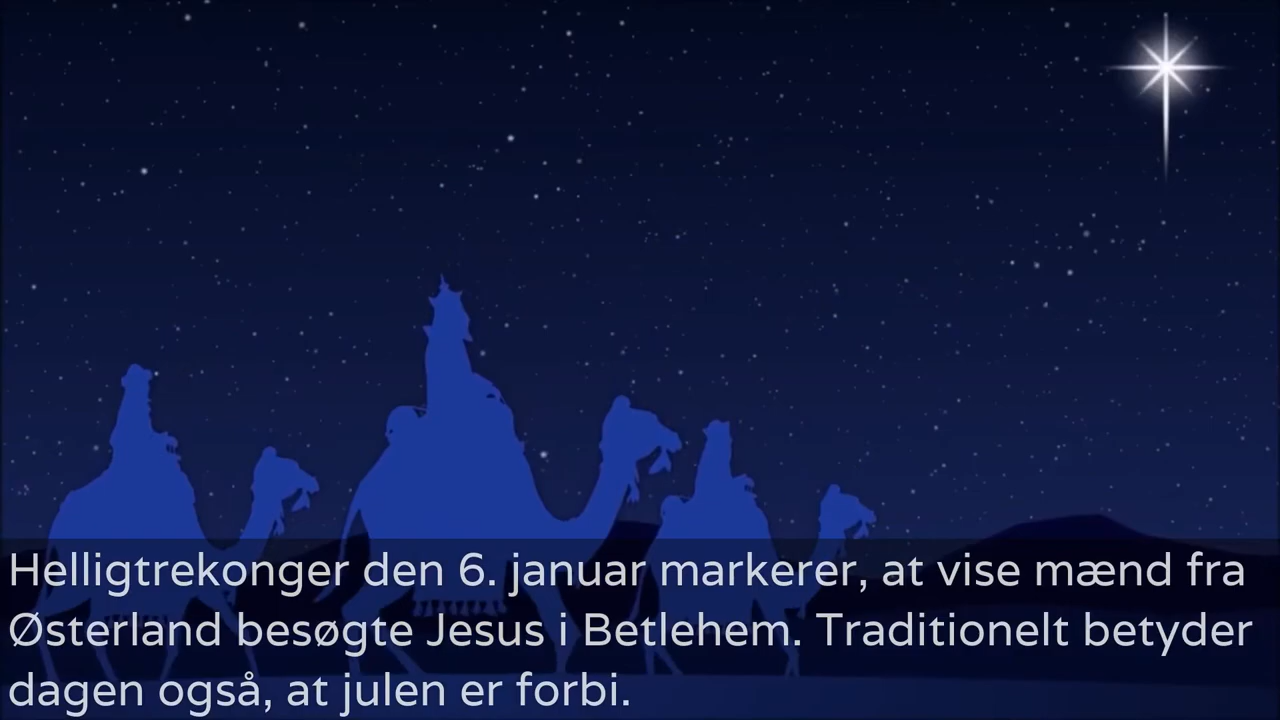 Helligtrekonger den 6. januar markerer, at vise mænd fra
Østerland besøgte Jesus i Betlehem. Traditionelt betyder
dagen også, at julen er forbi.